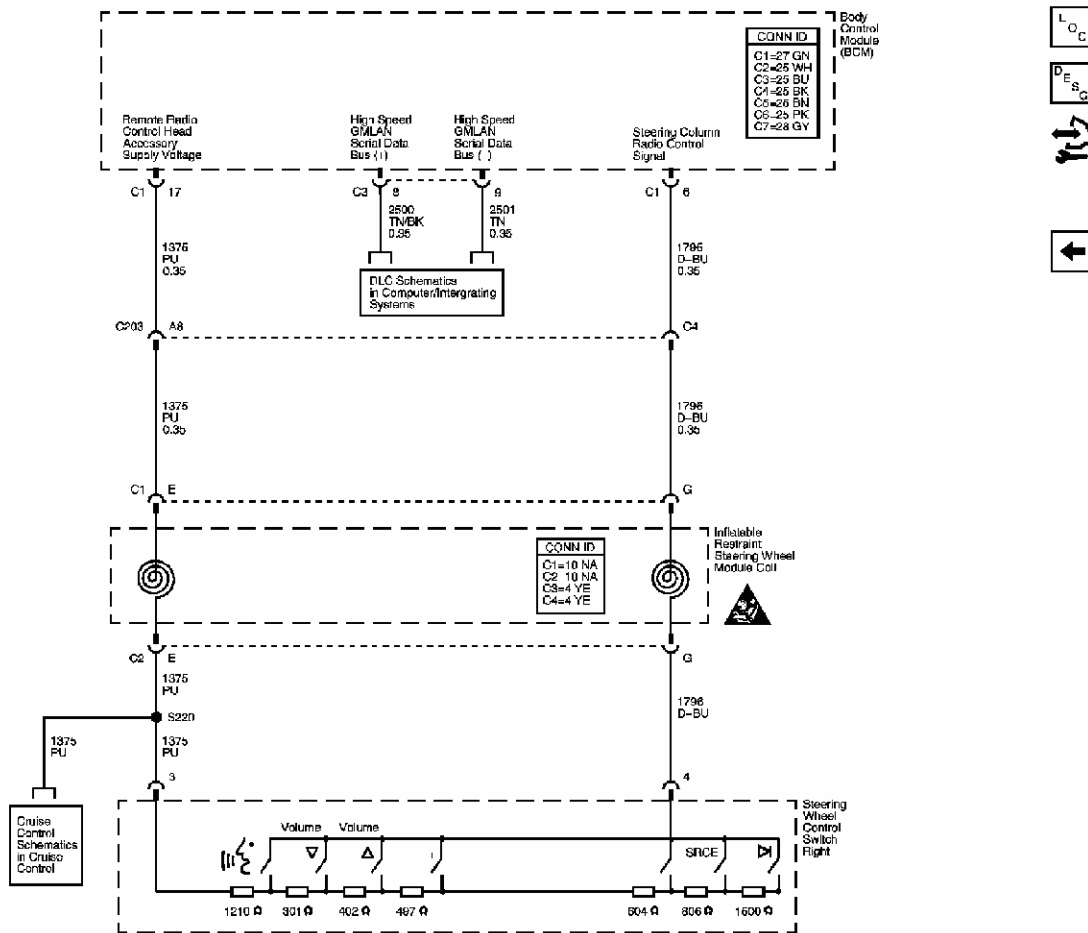 Body
Control
Module
(BCM)
CONN ID
C1=27 GN
C2=25 WH
C3=25 BU
C4=25 BK
C5=26 BN
C6=25 PK
C7=28 GY
L
O
C
D
E
S
C
Remote Radio
Control Head
Accessory
Supply Voltage
High Speed
GMLAN
Serial Data
Bus (+)
High Speed
GMLAN
Serial Data
Bus (-)
Steering Column
Radio Control
Signal
C1 17
C3 8
9
C1 6
2500
TN/BK
0.35
2501
TN
0.35
1375
PU
0.35
1796
D-BU
0.35
DLC Schematics
in Computer/Intergrating
Systems
C203 A8
C4
1375
PU
0.35
1796
D-BU
0.35
C1 E
G
Inflatable
Restraint
Steering Wheel
Module Coil
CONN ID
C1=10 NA
C2=10 NA
C3=4 YE
C4=4 YE
C2 E
G
1375
PU
1796
D-BU
S220
1375
PU
1375
PU
3
4
Cruise
Control
Schematics
in Cruise
Control
Steering
Wheel
Control
Switch
Right
Volume Volume
SRCE
1210 Ω 301 Ω 402 Ω 497 Ω 604 Ω 806 Ω 1600 Ω